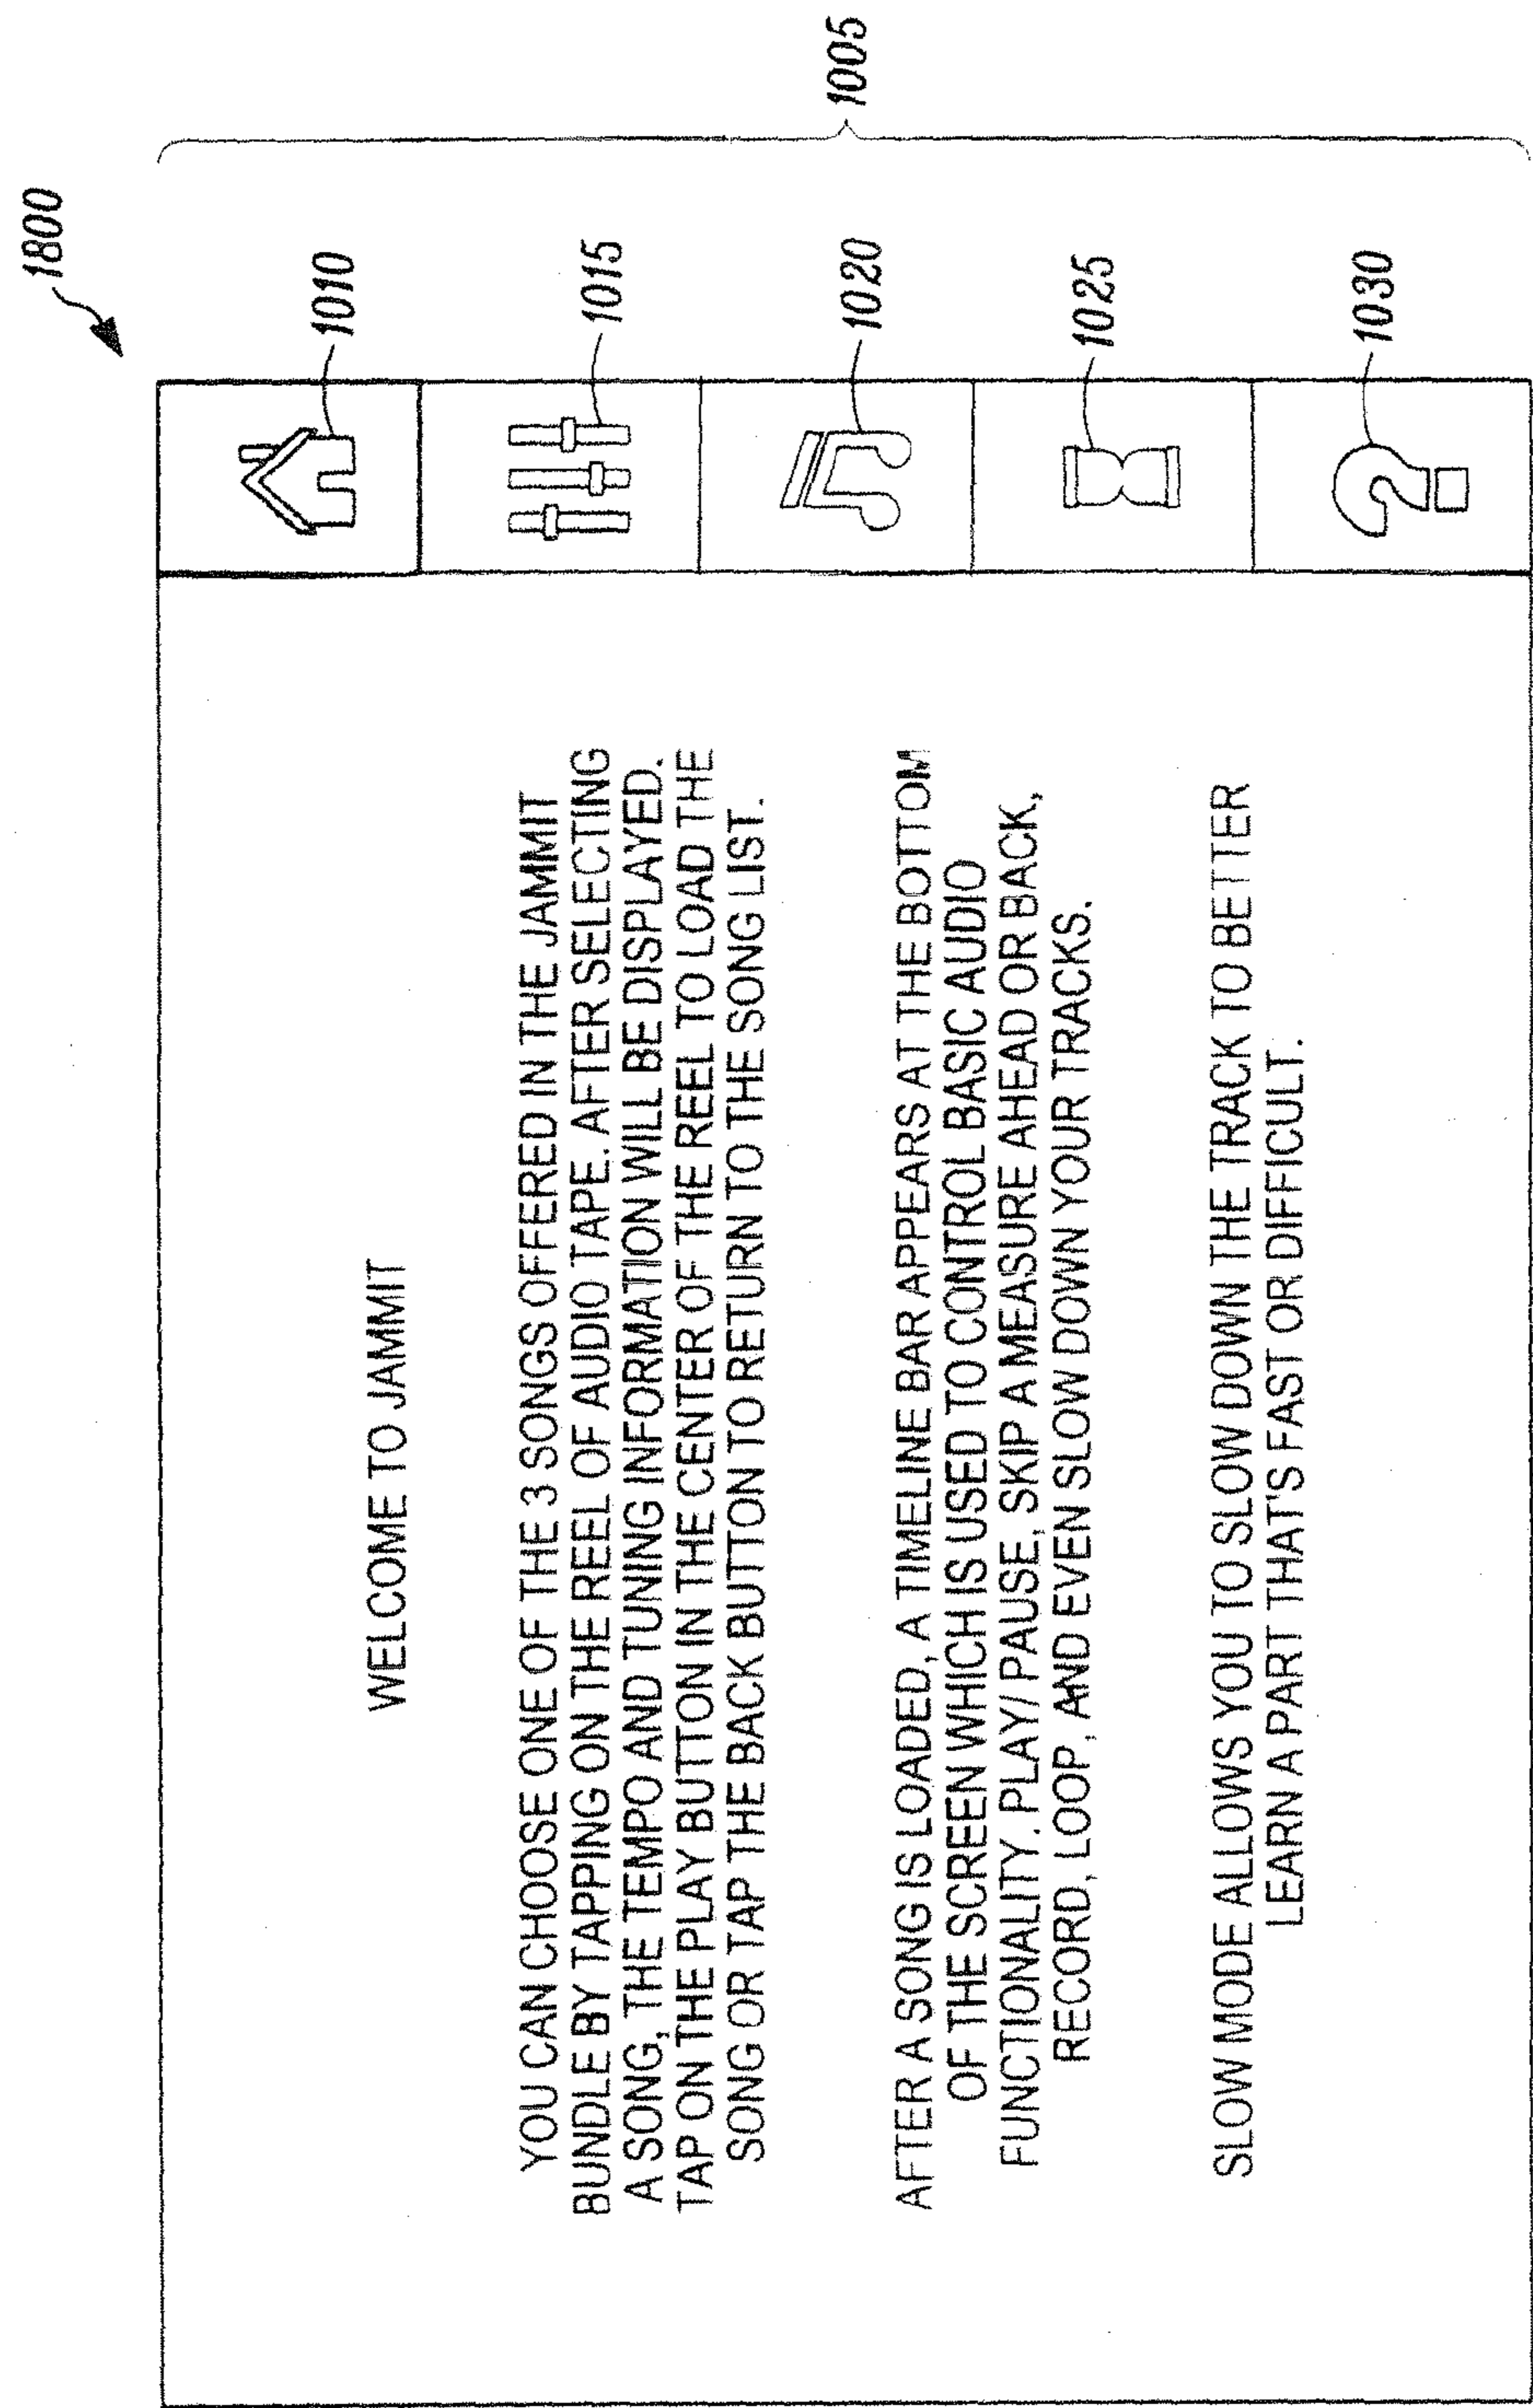 1800
1005
1010
1015
1020
1025
1030
WELCOME TO JAMMIT
YOU CAN CHOOSE ONE OF THE 3 SONGS OFFERED IN THE JAMMIT
BUNDLE BY TAPPING ON THE REEL OF AUDIO TAPE. AFTER SELECTING
A SONG, THE TEMPO AND TUNING INFORMATION WILL BE DISPLAYED.
TAP ON THE PLAY BUTTON IN THE CENTER OF THE REEL TO LOAD THE
SONG OR TAP THE BACK BUTTON TO RETURN TO THE SONG LIST.
AFTER A SONG IS LOADED, A TIMELINE BAR APPEARS AT THE BOTTOM
OF THE SCREEN WHICH IS USED TO CONTROL BASIC AUDIO
FUNCTIONALITY. PLAY/ PAUSE, SKIP A MEASURE AHEAD OR BACK,
RECORD, LOOP, AND EVEN SLOW DOWN YOUR TRACKS.
SLOW MODE ALLOWS YOU TO SLOW DOWN THE TRACK TO BETTER
LEARN A PART THAT'S FAST OR DIFFICULT.